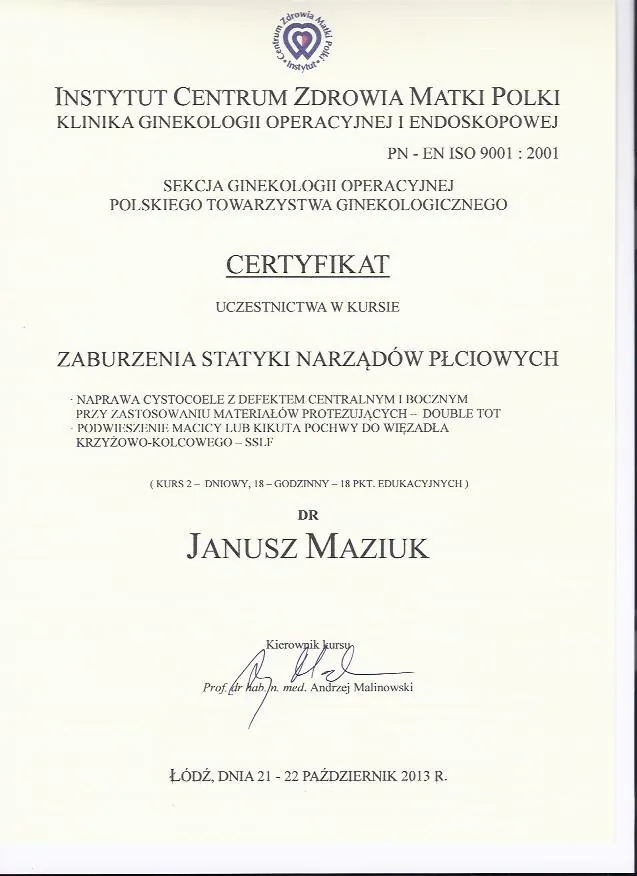 Centrum Zdrowia Matki Polki
• Instytut •
INSTYTUT CENTRUM ZDROWIA MATKI POLKI
KLINIKA GINEKOLOGII OPERACYJNEJ I ENDOSKOPOWEJ
PN - EN ISO 9001 : 2001
SEKCJA GINEKOLOGII OPERACYJNEJ
POLSKIEGO TOWARZYSTWA GINEKOLOGICZNEGO
CERTYFIKAT
UCZESTNICTWA W KURSIE
ZABURZENIA STATYKI NARZĄDÓW PŁCIOWYCH
· NAPRAWA CYSTOCOELE Z DEFEKTEM CENTRALNYM I BOCZNYM
PRZY ZASTOSOWANIU MATERIAŁÓW PROTEZUJĄCYCH – DOUBLE TOT
· PODWIESZENIE MACICY LUB KIKUTA POCHWY DO WIĘZADŁA
KRZYŻOWO-KOLCOWEGO – SSLF
( KURS 2 – DNIOWY, 18 – GODZINNY – 18 PKT. EDUKACYJNYCH )
DR
JANUSZ MAZIUK
Kierownik kursu
Prof. dr hab. n. med. Andrzej Malinowski
ŁÓDŹ, DNIA 21 - 22 PAŹDZIERNIK 2013 R.